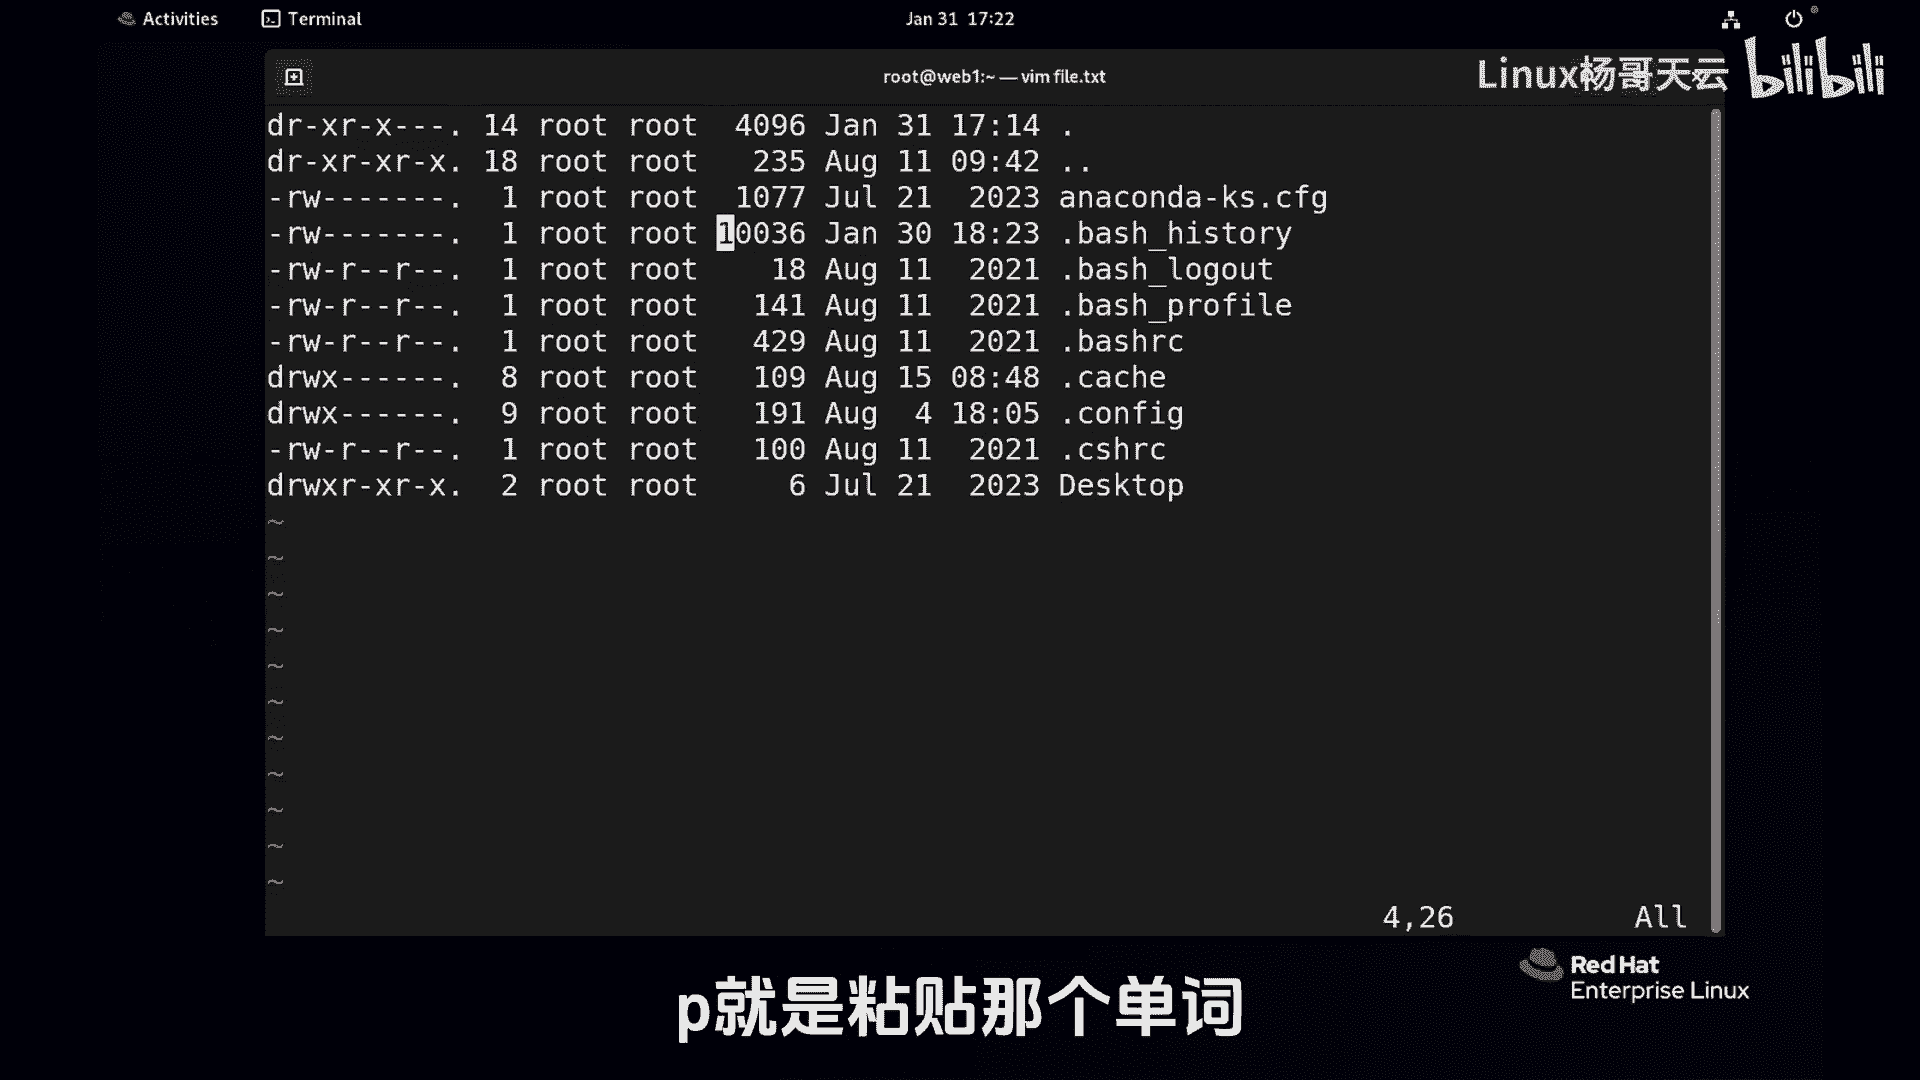 Activities Terminal Jan 31 17:22
root@web1:~ — vim file.txt
Linux杨哥天云 bilibili
dr-xr-x---. 14 root root  4096 Jan 31 17:14 .
dr-xr-xr-x. 18 root root   235 Aug 11 09:42 ..
-rw-------.  1 root root  1077 Jul 21  2023 anaconda-ks.cfg
-rw-------.  1 root root 10036 Jan 30 18:23 .bash_history
-rw-r--r--.  1 root root    18 Aug 11  2021 .bash_logout
-rw-r--r--.  1 root root   141 Aug 11  2021 .bash_profile
-rw-r--r--.  1 root root   429 Aug 11  2021 .bashrc
drwx------.  8 root root   109 Aug 15 08:48 .cache
drwx------.  9 root root   191 Aug  4 18:05 .config
-rw-r--r--.  1 root root   100 Aug 11  2021 .cshrc
drwxr-xr-x.  2 root root     6 Jul 21  2023 Desktop
~
~
~
~
~
~
~
~
~
~
~
4,26 All
Red Hat
Enterprise Linux
p就是粘贴那个单词